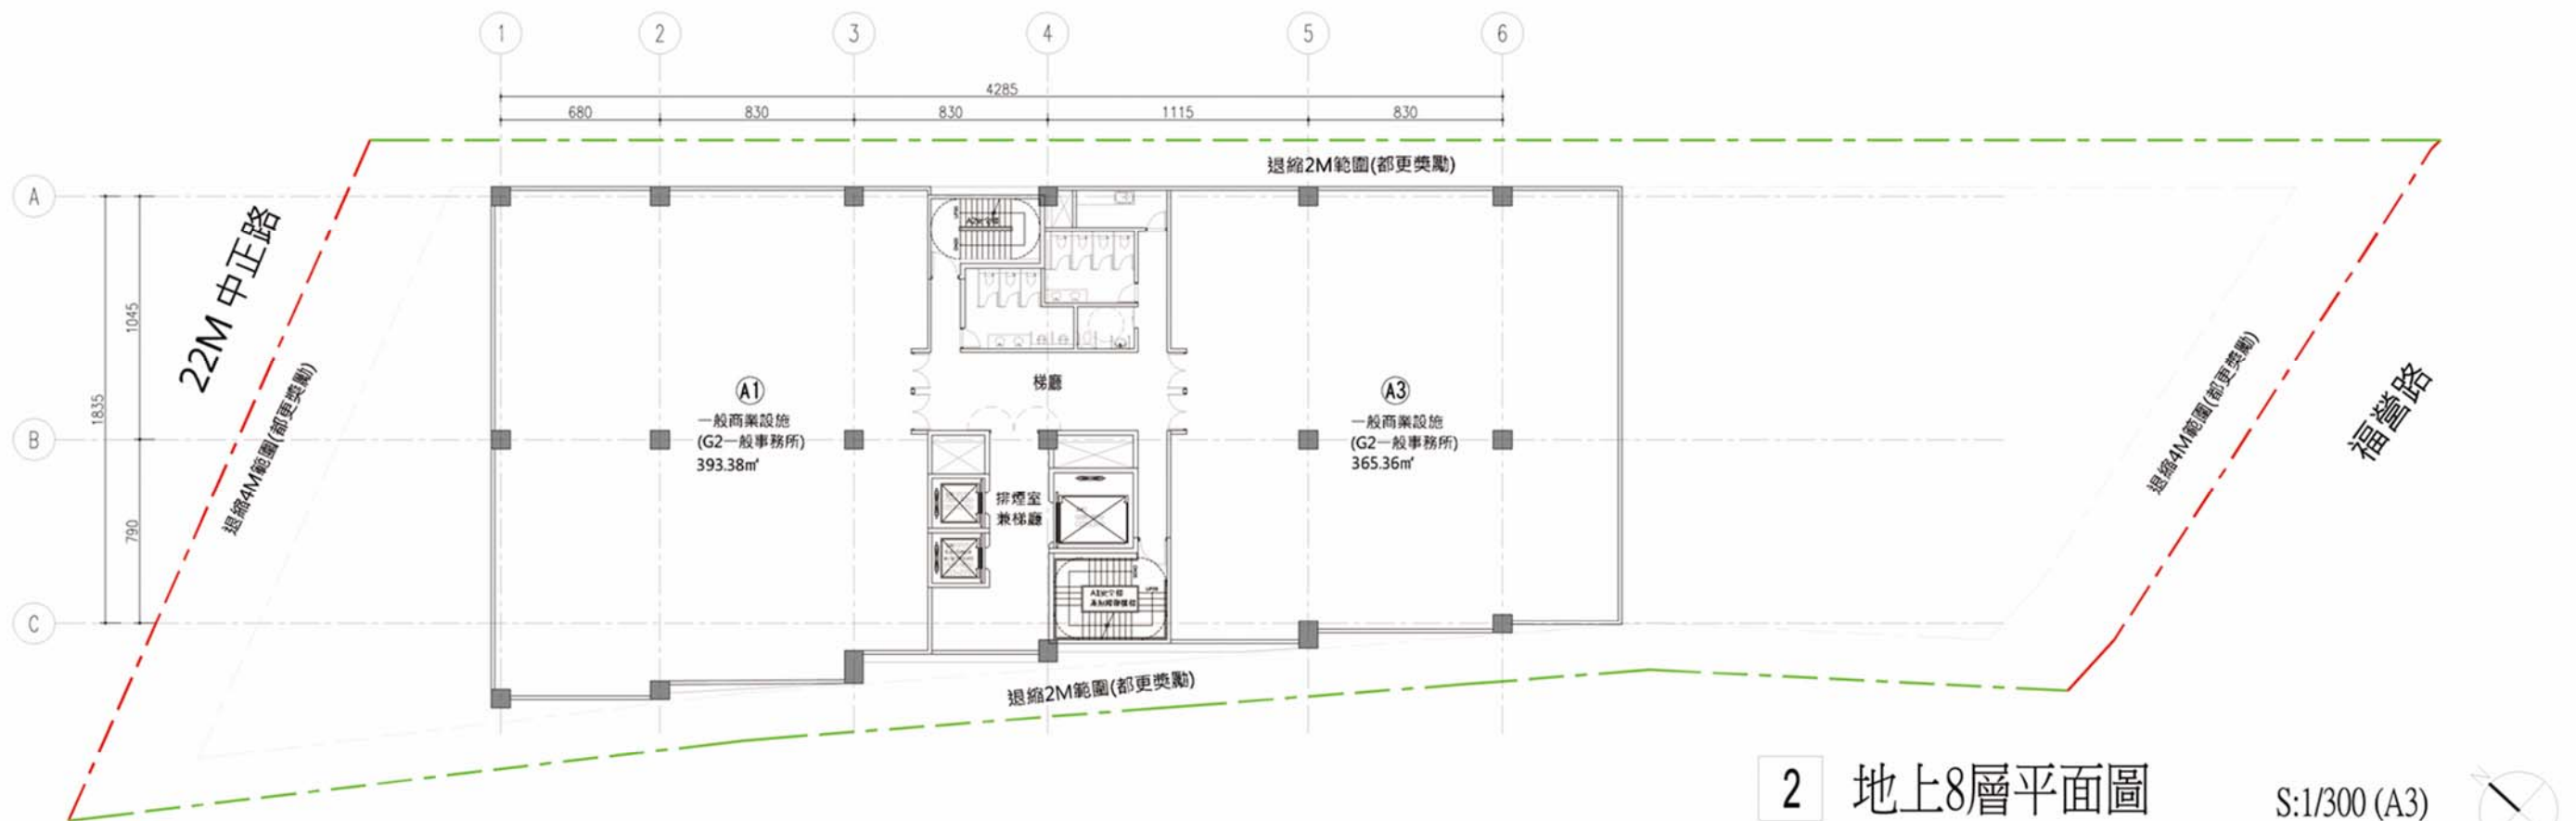 1
2
3
4
5
6
4285
680
830
830
1115
830
退縮2M範圍(都更獎勵)
A
22M 中正路
1045
1835
退縮4M範圍(都更獎勵)
A1
一般商業設施
(G2一般事務所)
393.38㎡
梯廳
A3
一般商業設施
(G2一般事務所)
365.36㎡
退縮4M範圍(都更獎勵)
福營路
B
790
排煙室
兼梯廳
C
退縮2M範圍(都更獎勵)
2
地上8層平面圖
S:1/300 (A3)
N